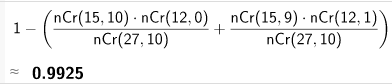 1 − ( nCr(15,10) · nCr(12,0) / nCr(27,10) + nCr(15,9) · nCr(12,1) / nCr(27,10) )
≈ 0.9925